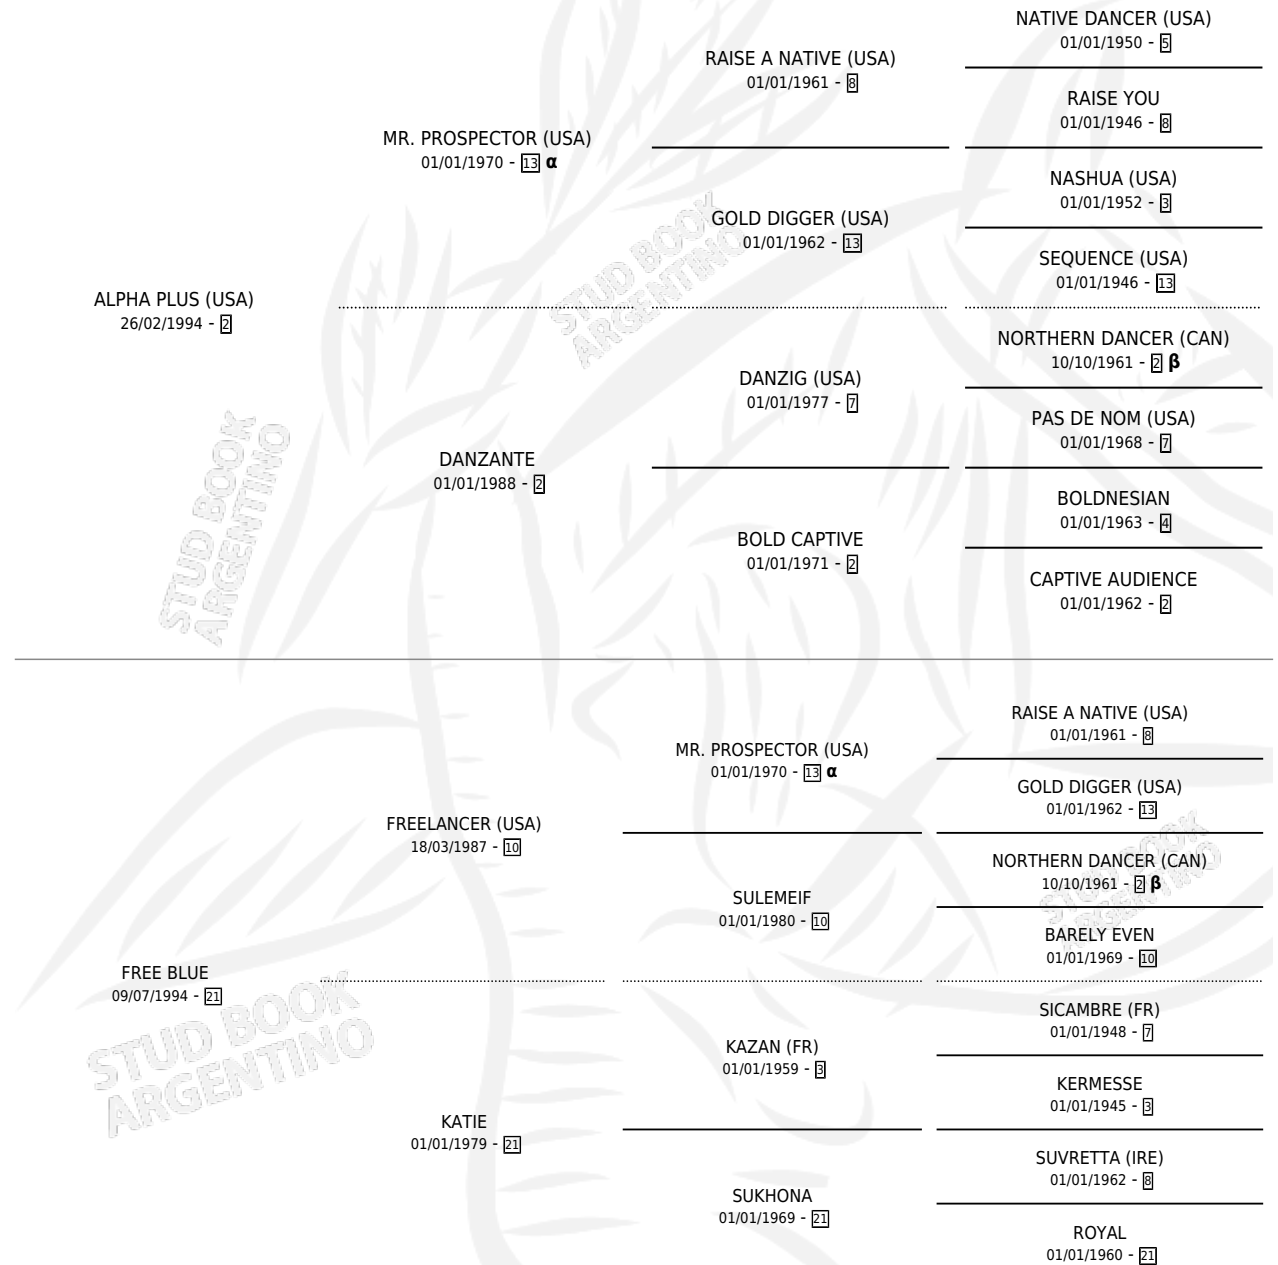 NATIVE DANCER (USA)
01/01/1950 - 5
RAISE A NATIVE (USA)
01/01/1961 - 8
RAISE YOU
01/01/1946 - 8
MR. PROSPECTOR (USA)
01/01/1970 - 13 α
NASHUA (USA)
01/01/1952 - 3
GOLD DIGGER (USA)
01/01/1962 - 13
SEQUENCE (USA)
01/01/1946 - 13
ALPHA PLUS (USA)
26/02/1994 - 2
NORTHERN DANCER (CAN)
10/10/1961 - 2 β
DANZIG (USA)
01/01/1977 - 7
PAS DE NOM (USA)
01/01/1968 - 7
DANZANTE
01/01/1988 - 2
BOLDNESIAN
01/01/1963 - 4
BOLD CAPTIVE
01/01/1971 - 2
CAPTIVE AUDIENCE
01/01/1962 - 2
RAISE A NATIVE (USA)
01/01/1961 - 8
MR. PROSPECTOR (USA)
01/01/1970 - 13 α
GOLD DIGGER (USA)
01/01/1962 - 13
FREELANCER (USA)
18/03/1987 - 10
NORTHERN DANCER (CAN)
10/10/1961 - 2 β
SULEMEIF
01/01/1980 - 10
BARELY EVEN
01/01/1969 - 10
FREE BLUE
09/07/1994 - 21
SICAMBRE (FR)
01/01/1948 - 7
KAZAN (FR)
01/01/1959 - 3
KERMESSE
01/01/1945 - 3
KATIE
01/01/1979 - 21
SUVRETTA (IRE)
01/01/1962 - 8
SUKHONA
01/01/1969 - 21
ROYAL
01/01/1960 - 21
STUD BOOK
ARGENTINO
STUD BOOK
ARGENTINO
STUD BOOK
ARGENTINO
STUD BOOK
ARGENTINO